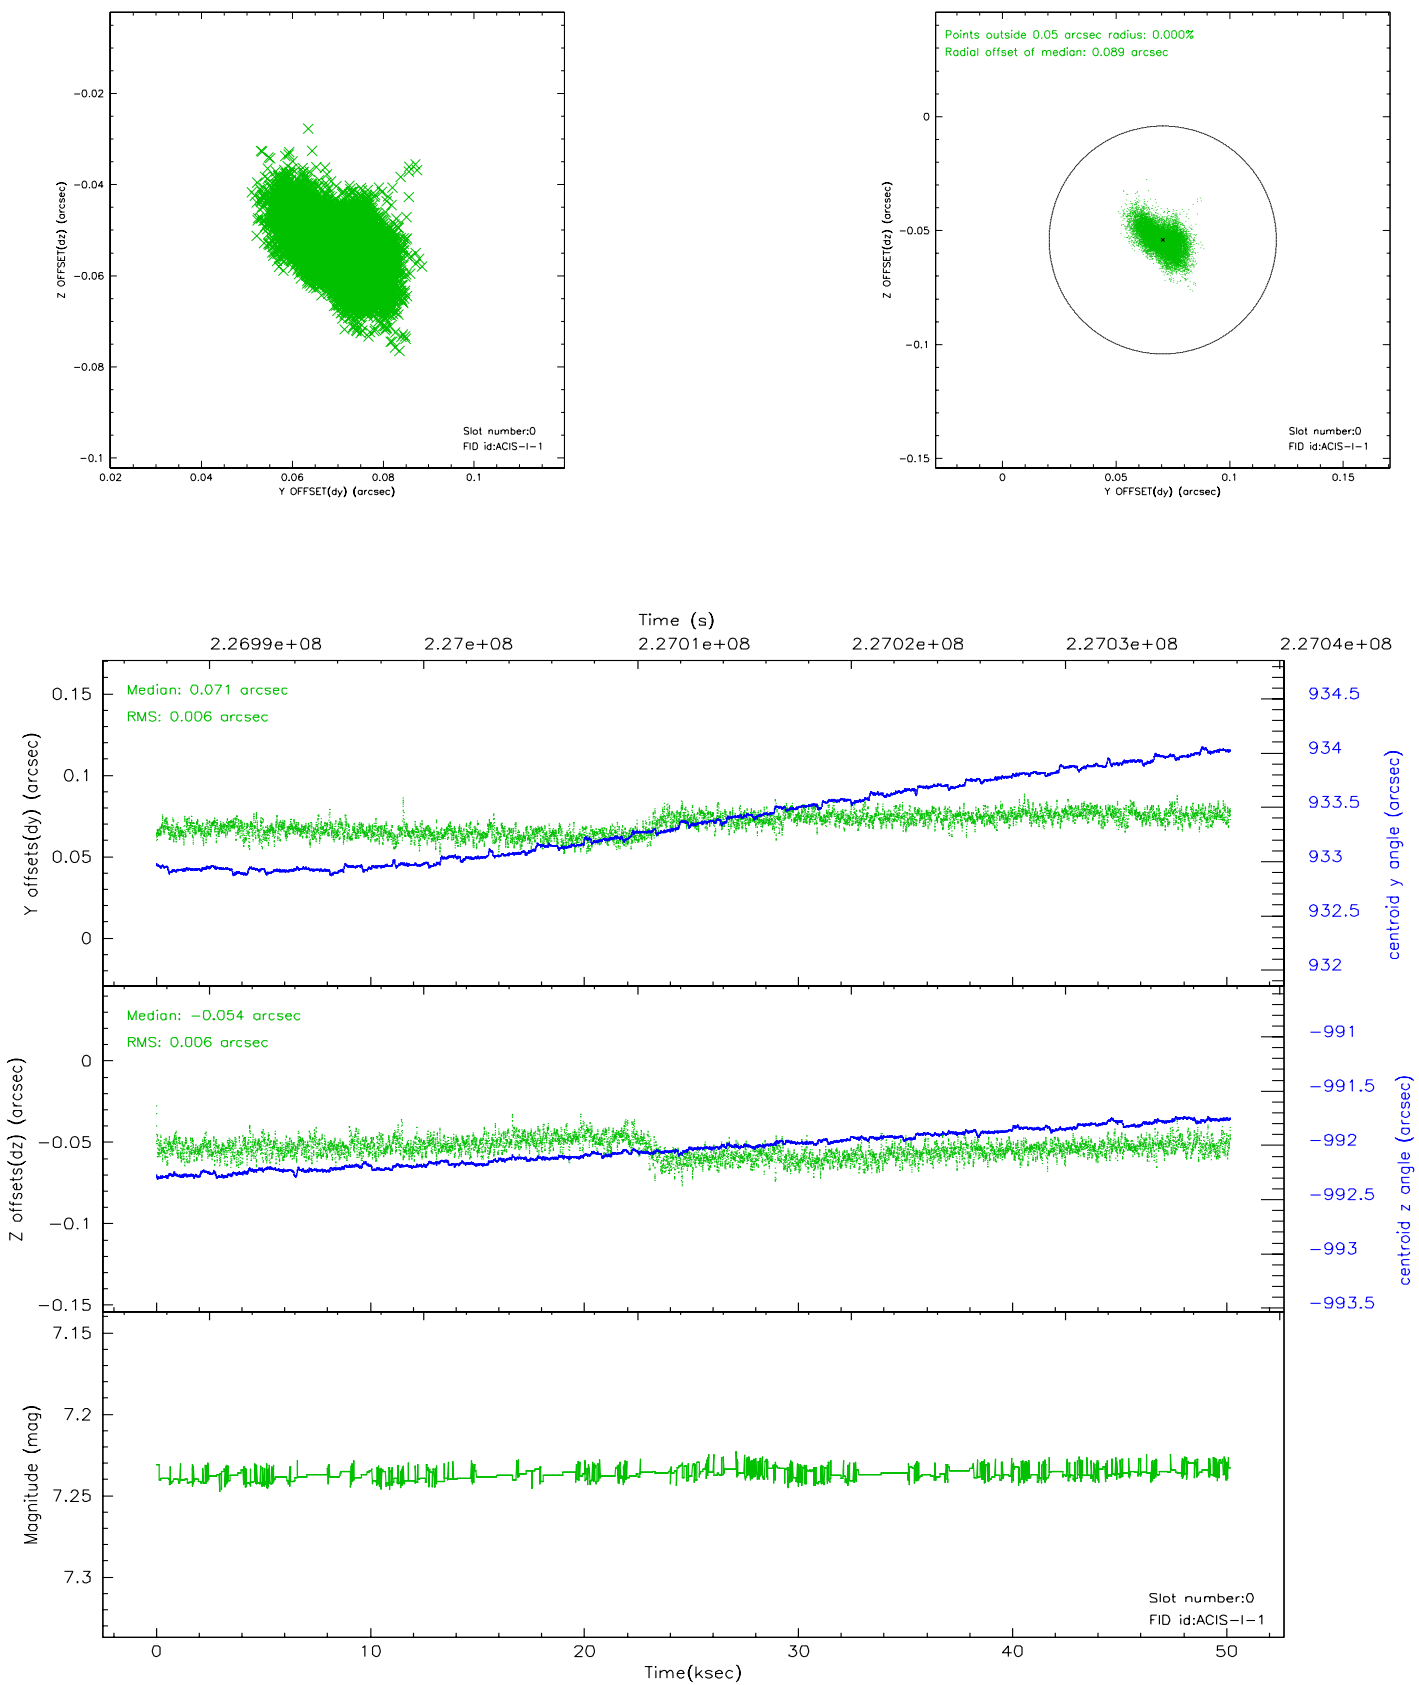 −0.02
−0.04
−0.06
−0.08
−0.1
0.02
0.04
0.06
0.08
0.1
Z OFFSET(dz) (arcsec)
Y OFFSET(dy) (arcsec)
Slot number:0
FID id:ACIS−I−1
Points outside 0.05 arcsec radius: 0.000%
Radial offset of median: 0.089 arcsec
0
−0.05
−0.1
−0.15
0
0.05
0.1
0.15
Z OFFSET(dz) (arcsec)
Y OFFSET(dy) (arcsec)
Slot number:0
FID id:ACIS−I−1
Time (s)
2.2699e+08
2.27e+08
2.2701e+08
2.2702e+08
2.2703e+08
2.2704e+08
Median: 0.071 arcsec
RMS: 0.006 arcsec
0.15
0.1
0.05
0
Y offsets(dy) (arcsec)
934.5
934
933.5
933
932.5
932
centroid y angle (arcsec)
Median: −0.054 arcsec
RMS: 0.006 arcsec
0
−0.05
−0.1
−0.15
Z offsets(dz) (arcsec)
−991
−991.5
−992
−992.5
−993
−993.5
centroid z angle (arcsec)
7.15
7.2
7.25
7.3
Magnitude (mag)
Slot number:0
FID id:ACIS−I−1
0
10
20
30
40
50
Time(ksec)